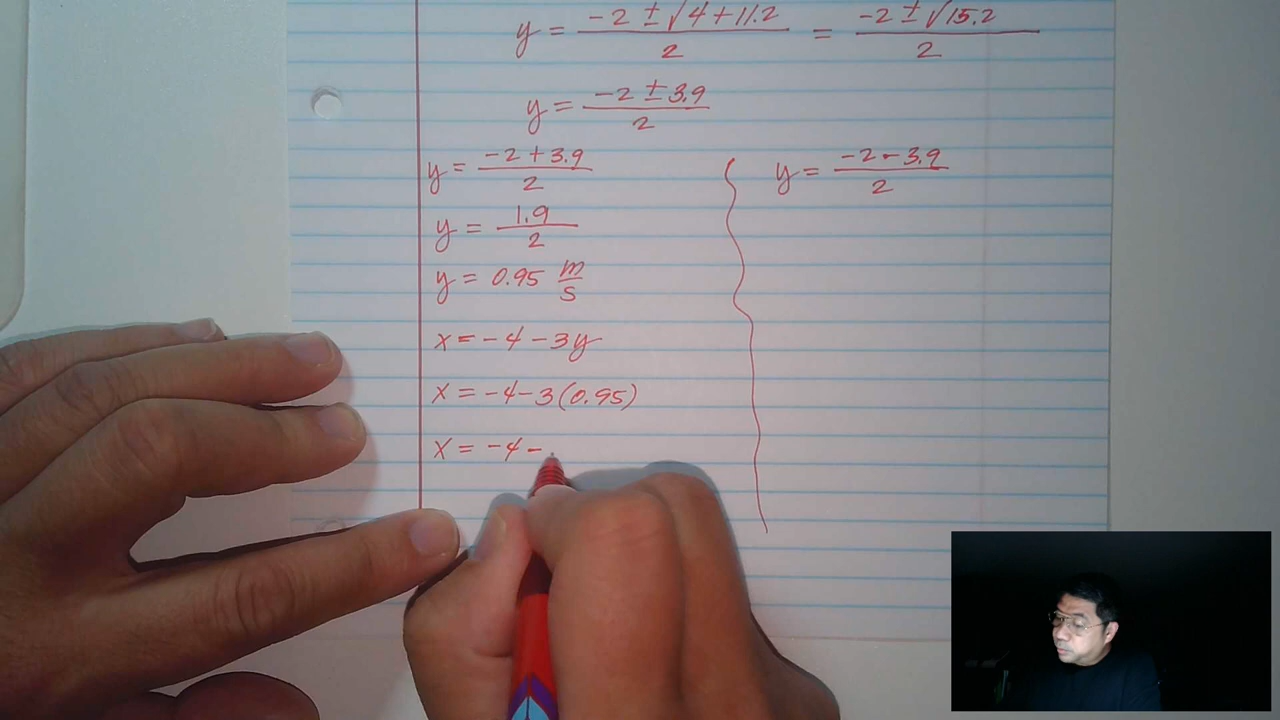 y = (-2 ± √4 + 11.2) / 2 = (-2 ± √15.2) / 2
y = (-2 ± 3.9) / 2
y = (-2 + 3.9) / 2
y = 1.9 / 2
y = 0.95 m/s
x = -4 - 3y
x = -4 - 3(0.95)
x = -4 -
y = (-2 - 3.9) / 2